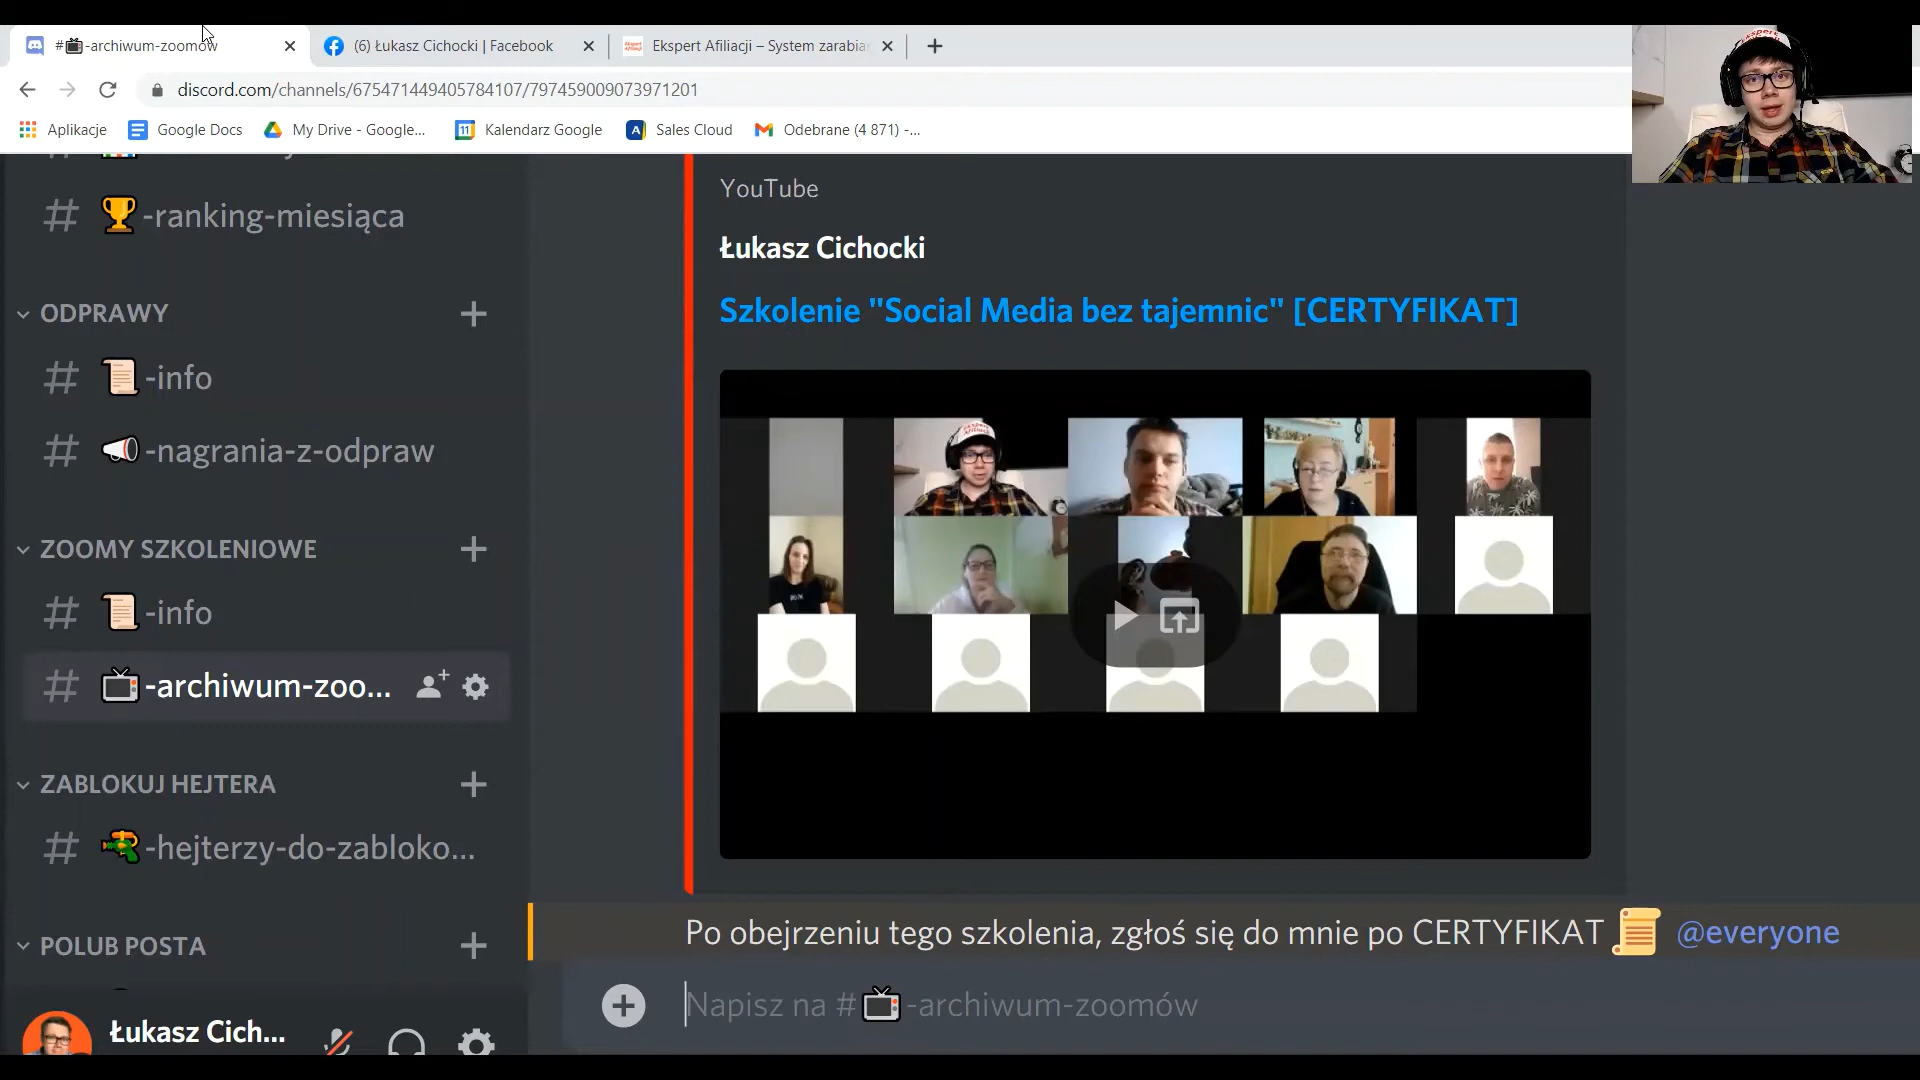 #📺-archiwum-zoomów
(6) Łukasz Cichocki | Facebook
Ekspert Afiliacji – System zarabia
discord.com/channels/675471449405784107/797459009073971201
Aplikacje
Google Docs
My Drive - Google...
Kalendarz Google
Sales Cloud
Odebrane (4 871) -...
# 🏆-ranking-miesiąca
ODPRAWY
# 📜-info
# 📢-nagrania-z-odpraw
ZOOMY SZKOLENIOWE
# 📜-info
# 📺-archiwum-zoo...
ZABLOKUJ HEJTERA
# 🔫-hejterzy-do-zabloko...
POLUB POSTA
Łukasz Cich...
YouTube
Łukasz Cichocki
Szkolenie "Social Media bez tajemnic" [CERTYFIKAT]
Po obejrzeniu tego szkolenia, zgłoś się do mnie po CERTYFIKAT 📜 @everyone
Napisz na #📺-archiwum-zoomów
Ekspert Afiliacji